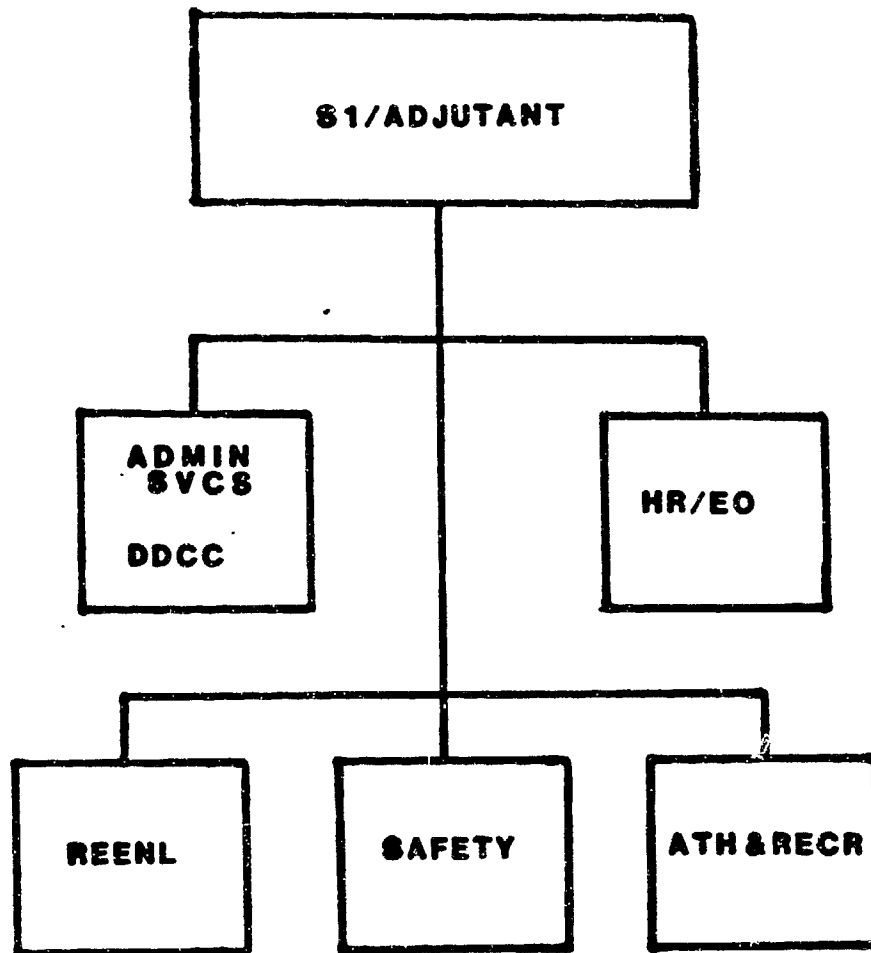 S1/ADJUTANT
ADMIN
SVCS
DDCC
HR/EO
REENL
SAFETY
ATH&RECR